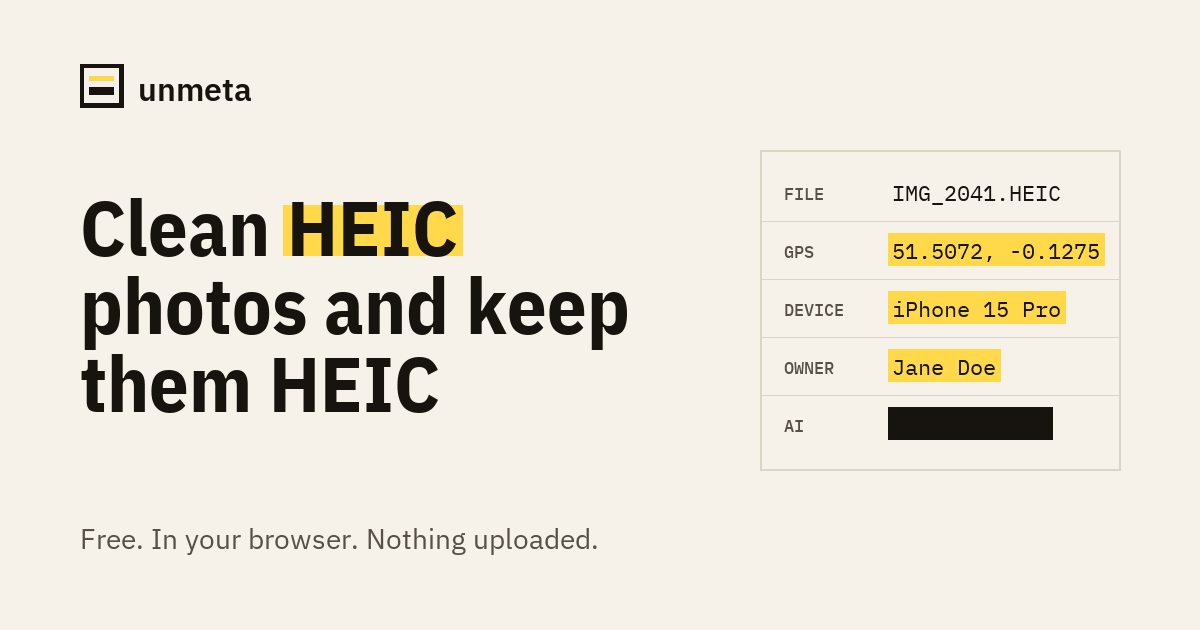 unmeta
Clean HEIC
photos and keep
them HEIC
Free. In your browser. Nothing uploaded.
FILE IMG_2041.HEIC
GPS 51.5072, -0.1275
DEVICE iPhone 15 Pro
OWNER Jane Doe
AI